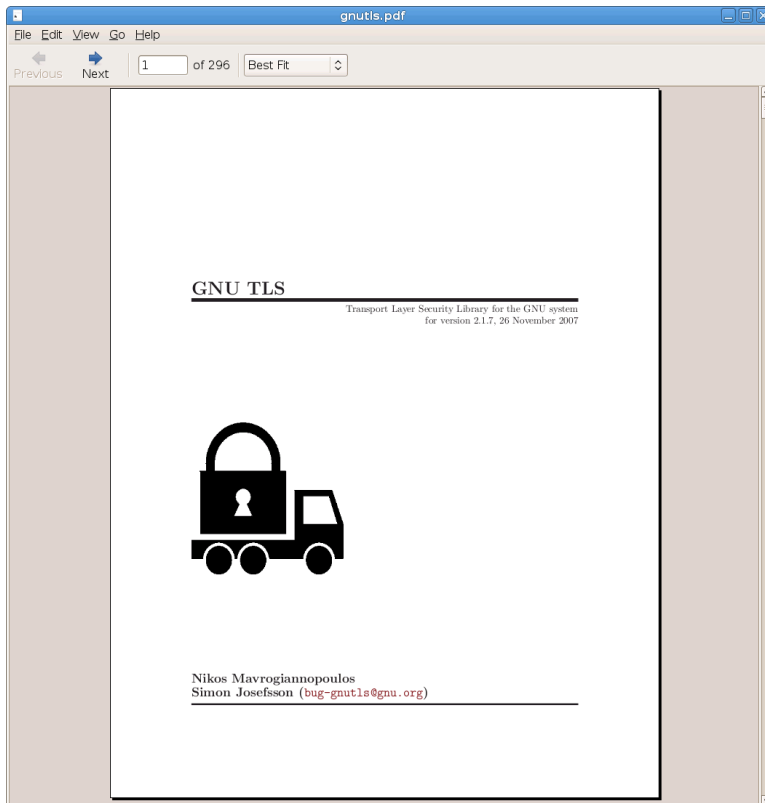 gnutls.pdf
File Edit View Go Help
Previous Next 1 of 296 Best Fit
GNU TLS
Transport Layer Security Library for the GNU system
for version 2.1.7, 26 November 2007
Nikos Mavrogiannopoulos
Simon Josefsson (bug-gnutls@gnu.org)